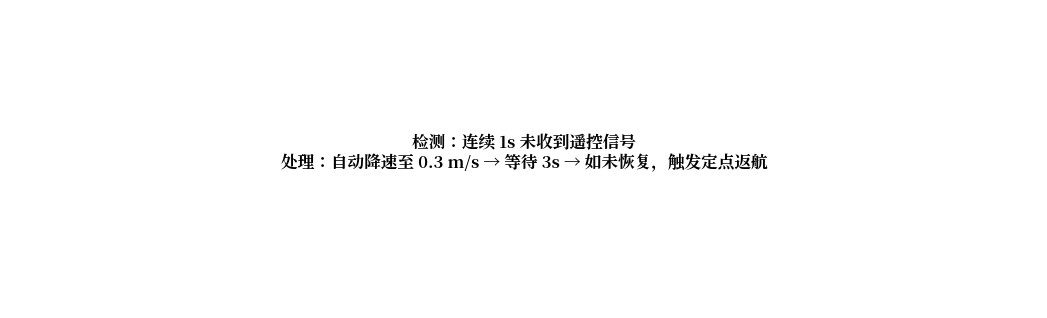 检测：连续 1s 未收到遥控信号
处理：自动降速至 0.3 m/s → 等待 3s → 如未恢复，触发定点返航